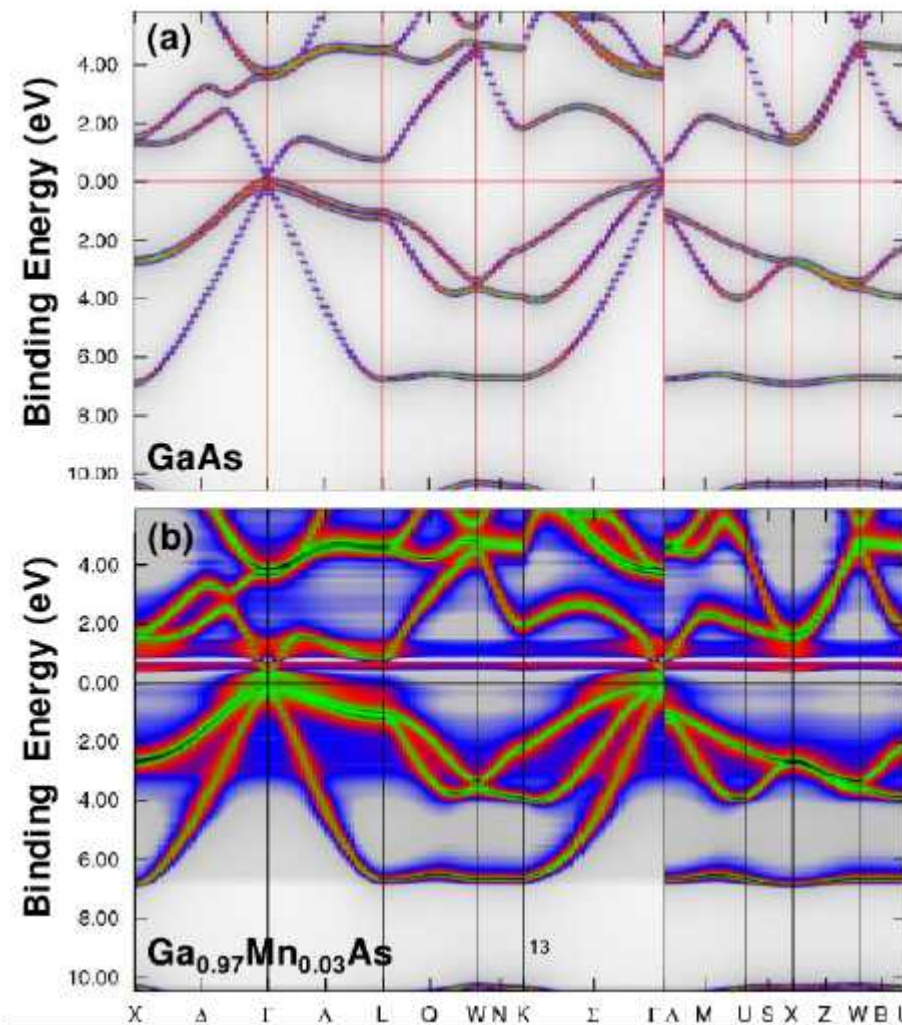 (a)
Binding Energy (eV)
4.00
2.00
0.00
2.00
4.00
6.00
8.00
10.00
GaAs
(b)
Binding Energy (eV)
4.00
2.00
0.00
2.00
4.00
6.00
8.00
10.00
Ga0.97Mn0.03As
13
X Δ Γ Λ L Q W N K Σ Γ Λ M U S X Z W B